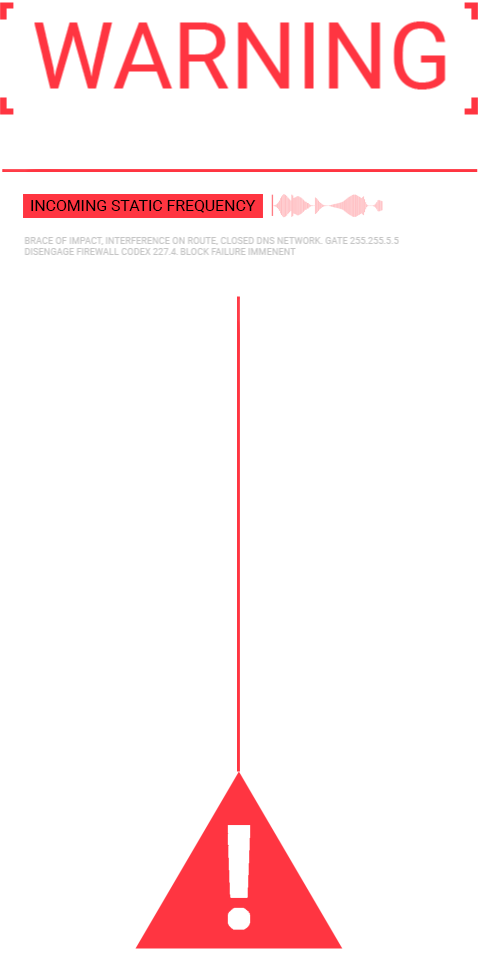 WARNING
INCOMING STATIC FREQUENCY
BRACE OF IMPACT, INTERFERENCE ON ROUTE, CLOSED DNS NETWORK. GATE 255.255.5.5
DISENGAGE FIREWALL CODEX 227.4. BLOCK FAILURE IMMENENT
!